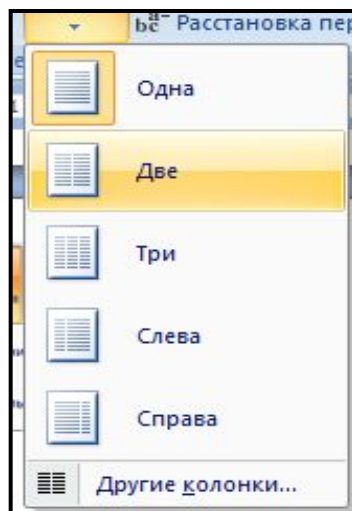 Расстановка пер
Одна
Две
Три
Слева
Справа
Другие колонки...